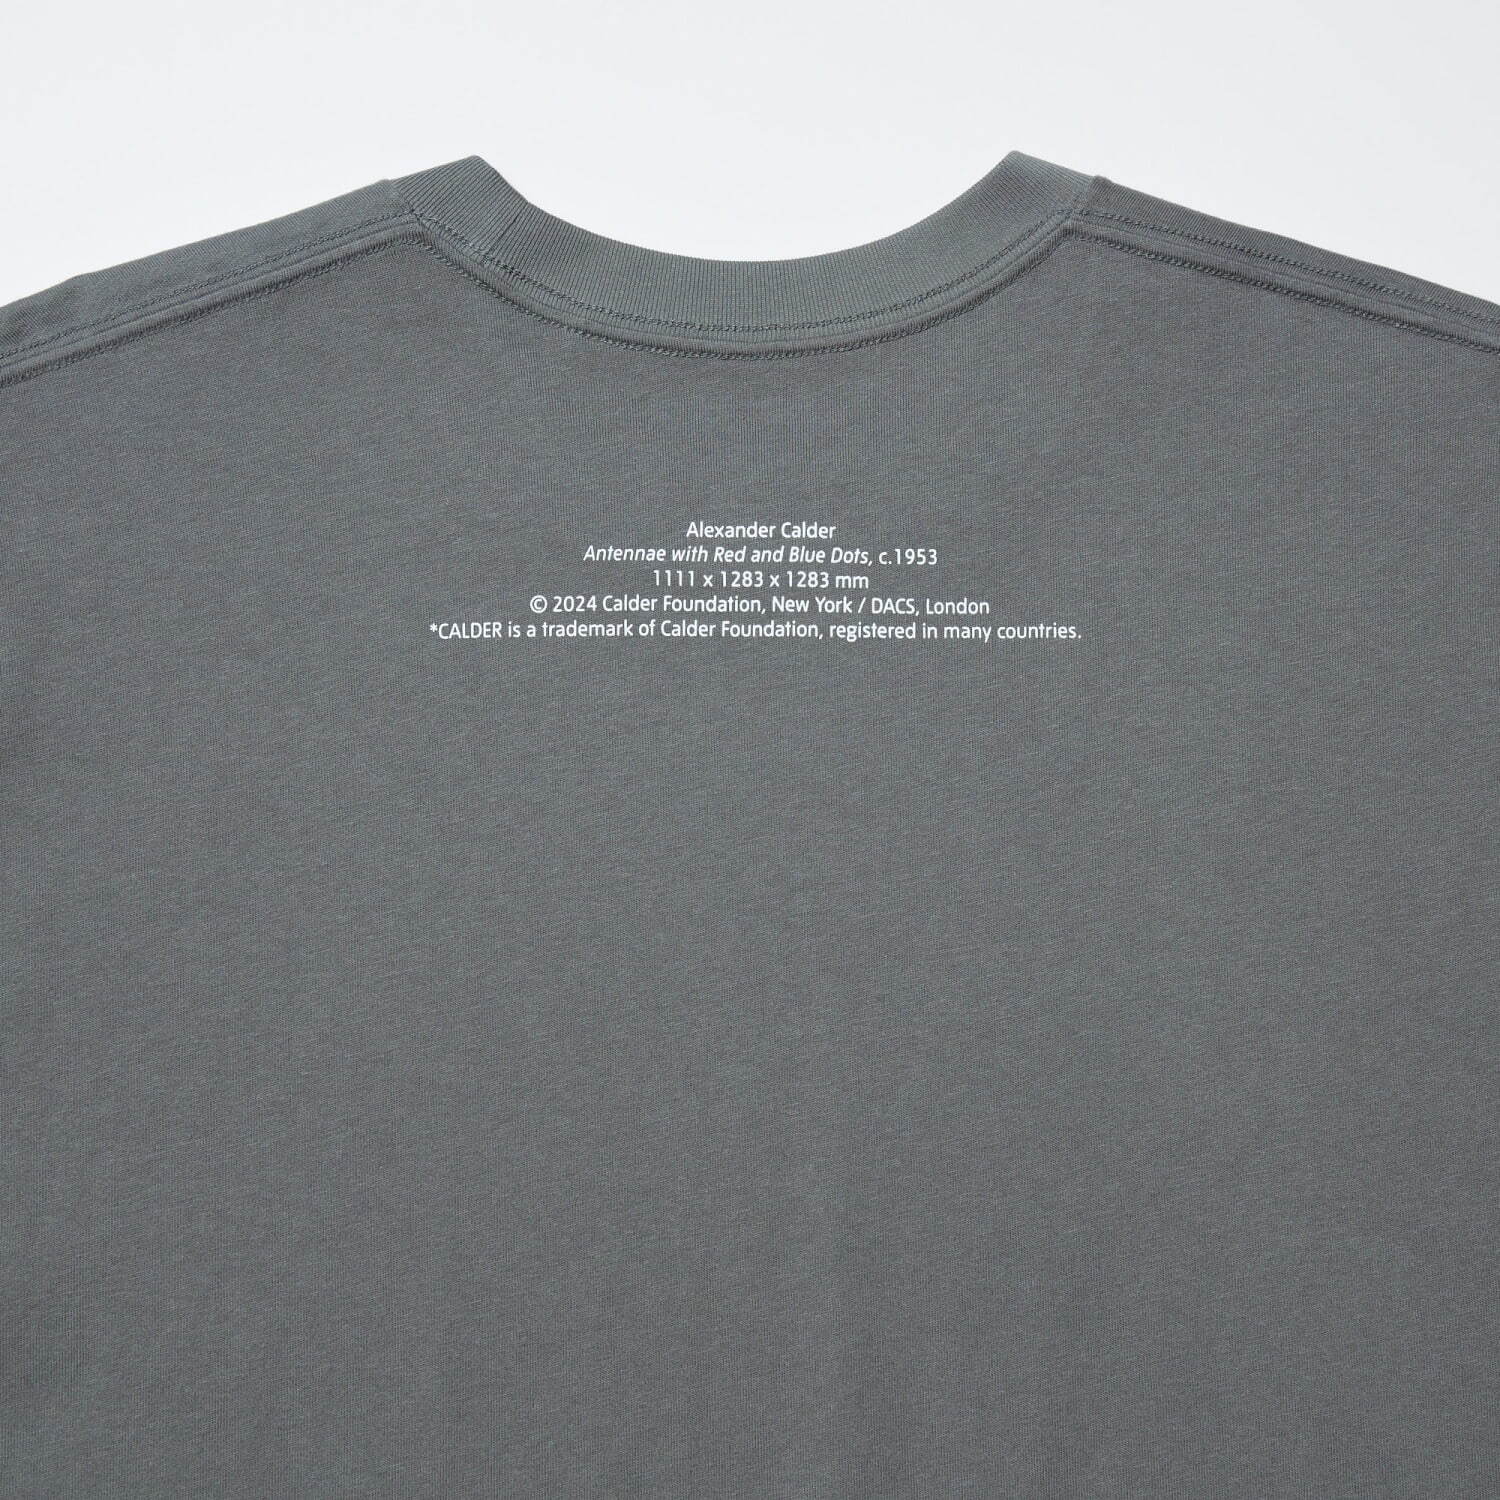 Alexander Calder
Antennae with Red and Blue Dots, c.1953
1111 x 1283 x 1283 mm
© 2024 Calder Foundation, New York / DACS, London
*CALDER is a trademark of Calder Foundation, registered in many countries.